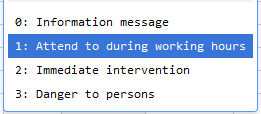 0: Information message
1: Attend to during working hours
2: Immediate intervention
3: Danger to persons